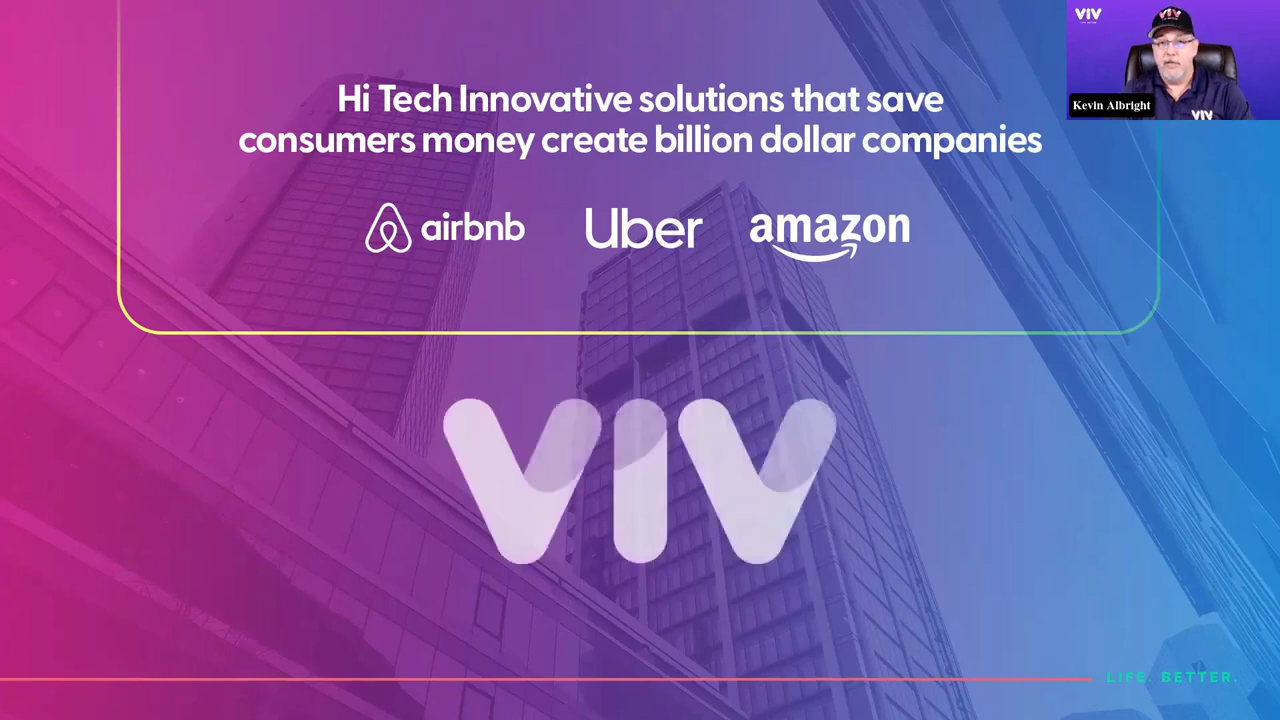 Hi Tech Innovative solutions that save
consumers money create billion dollar companies
airbnb
Uber
amazon
VIV
LIFE. BETTER.
VIV
VIV
Kevin Albright
VIV